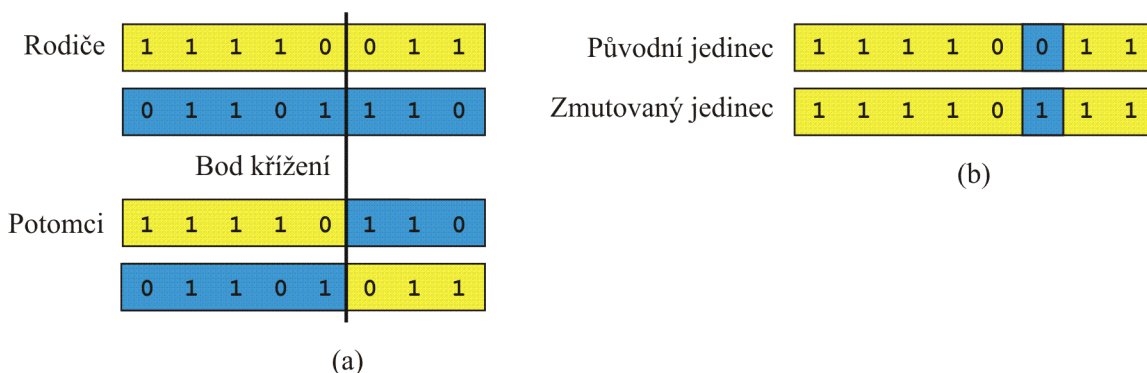 Rodiče 1 1 1 1 0 0 1 1
0 1 1 0 1 1 1 0
Bod křížení
Potomci 1 1 1 1 0 1 1 0
0 1 1 0 1 0 1 1
(a)
Původní jedinec 1 1 1 1 0 0 1 1
Zmutovaný jedinec 1 1 1 1 0 1 1 1
(b)